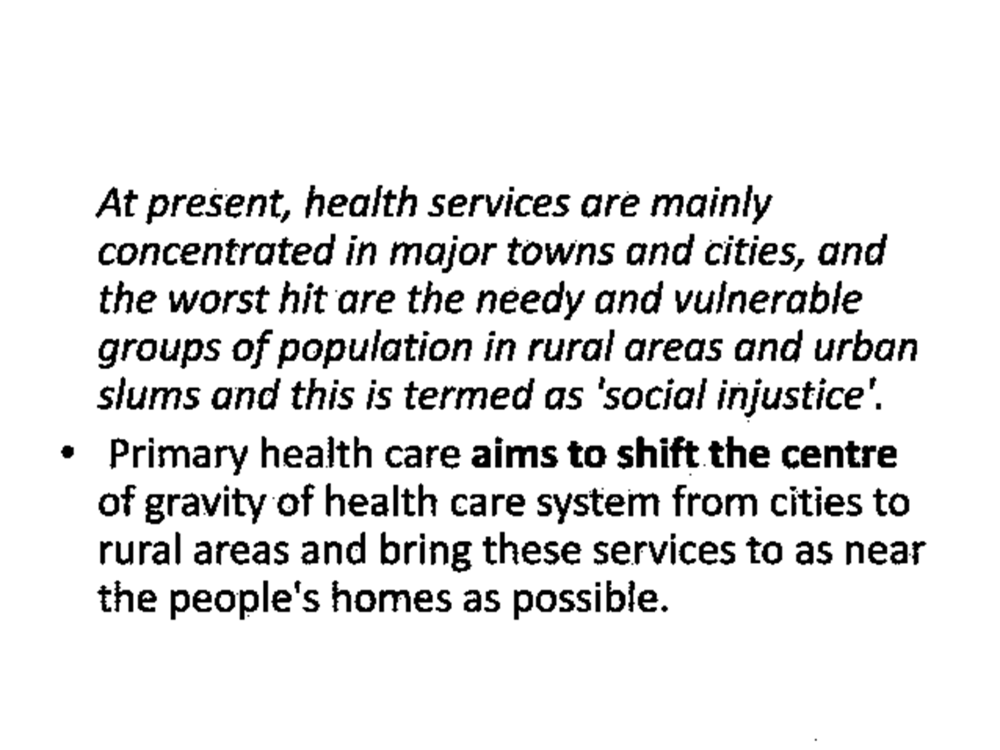 At present, health services are mainly
concentrated in major towns and cities, and
the worst hit are the needy and vulnerable
groups of population in rural areas and urban
slums and this is termed as 'social injustice'.
• Primary health care aims to shift the centre
of gravity of health care system from cities to
rural areas and bring these services to as near
the people's homes as possible.